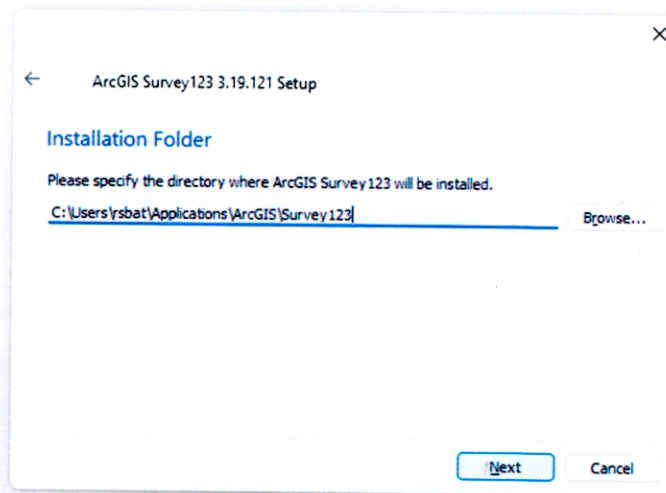 ArcGIS Survey123 3.19.121 Setup
Installation Folder
Please specify the directory where ArcGIS Survey123 will be installed.
C:\Users\rsbat\Applications\ArcGIS\Survey123
Browse...
Next
Cancel